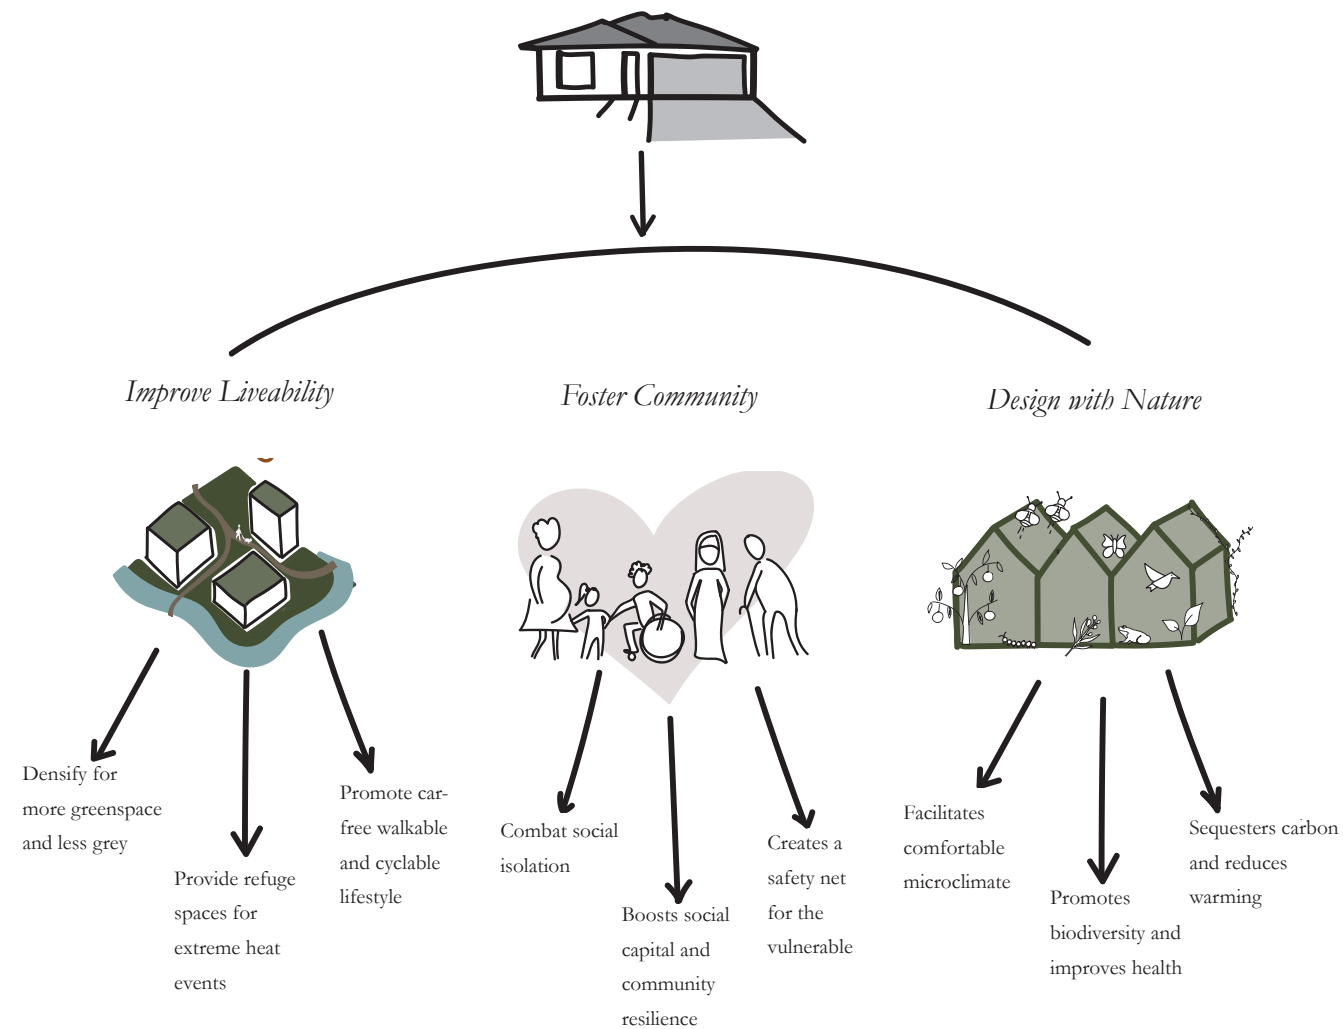 Improve Liveability
Foster Community
Design with Nature
Densify for
more greenspace
and less grey
Provide refuge
spaces for
extreme heat
events
Promote car-
free walkable
and cyclable
lifestyle
Combat social
isolation
Boosts social
capital and
community
resilience
Creates a
safety net
for the
vulnerable
Facilitates
comfortable
microclimate
Promotes
biodiversity and
improves health
Sequesters carbon
and reduces
warming